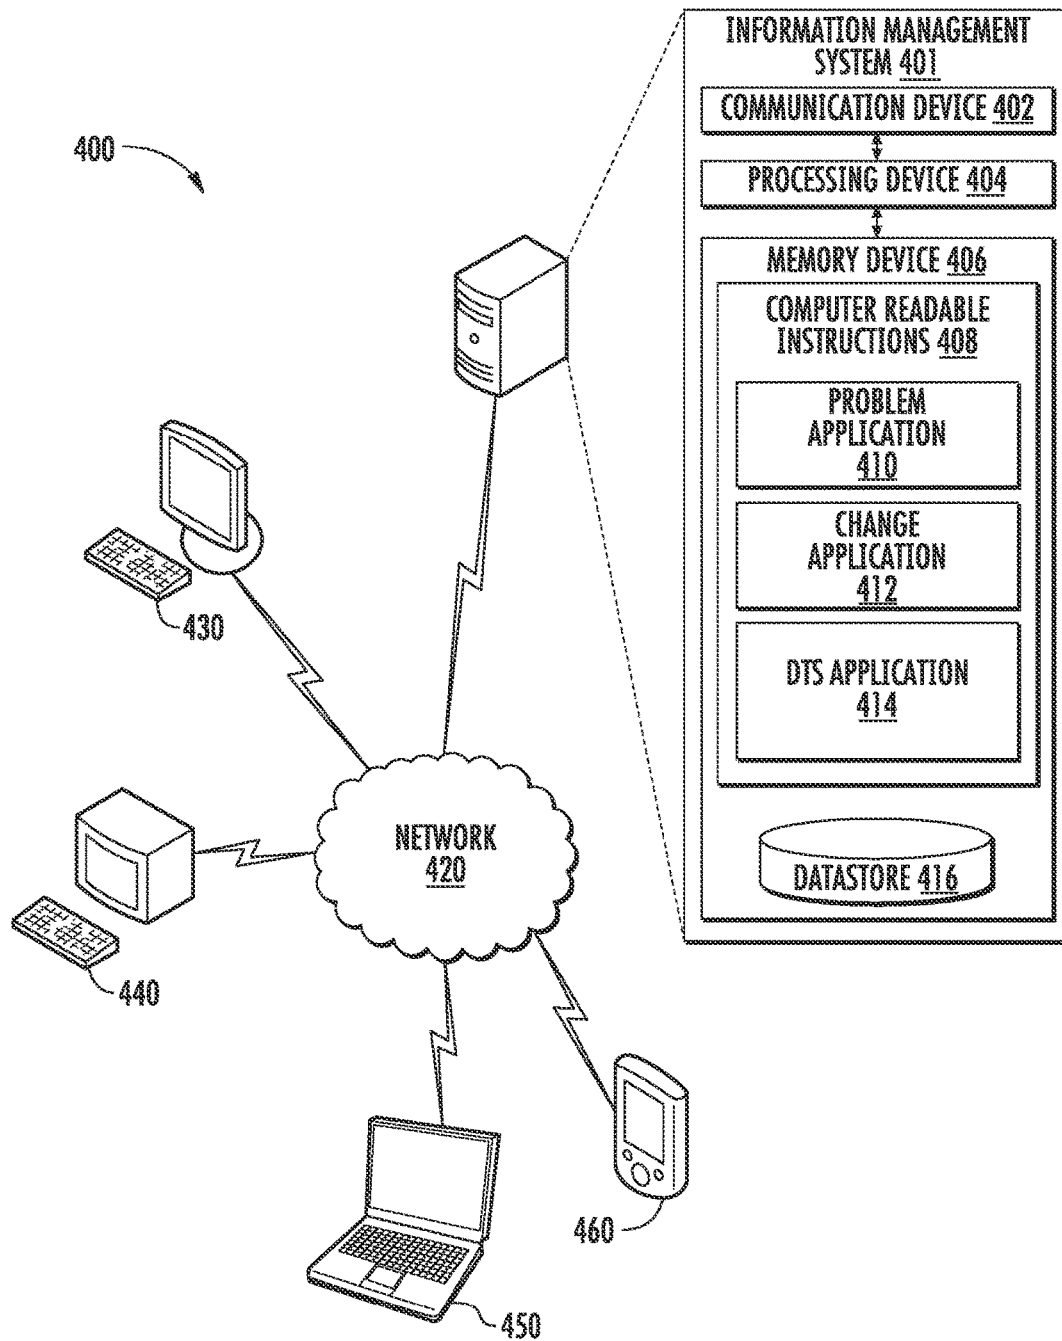 INFORMATION MANAGEMENT
SYSTEM 401
COMMUNICATION DEVICE 402
PROCESSING DEVICE 404
MEMORY DEVICE 406
COMPUTER READABLE
INSTRUCTIONS 408
PROBLEM
APPLICATION
410
CHANGE
APPLICATION
412
DTS APPLICATION
414
DATASTORE 416
400
430
NETWORK
420
440
460
450